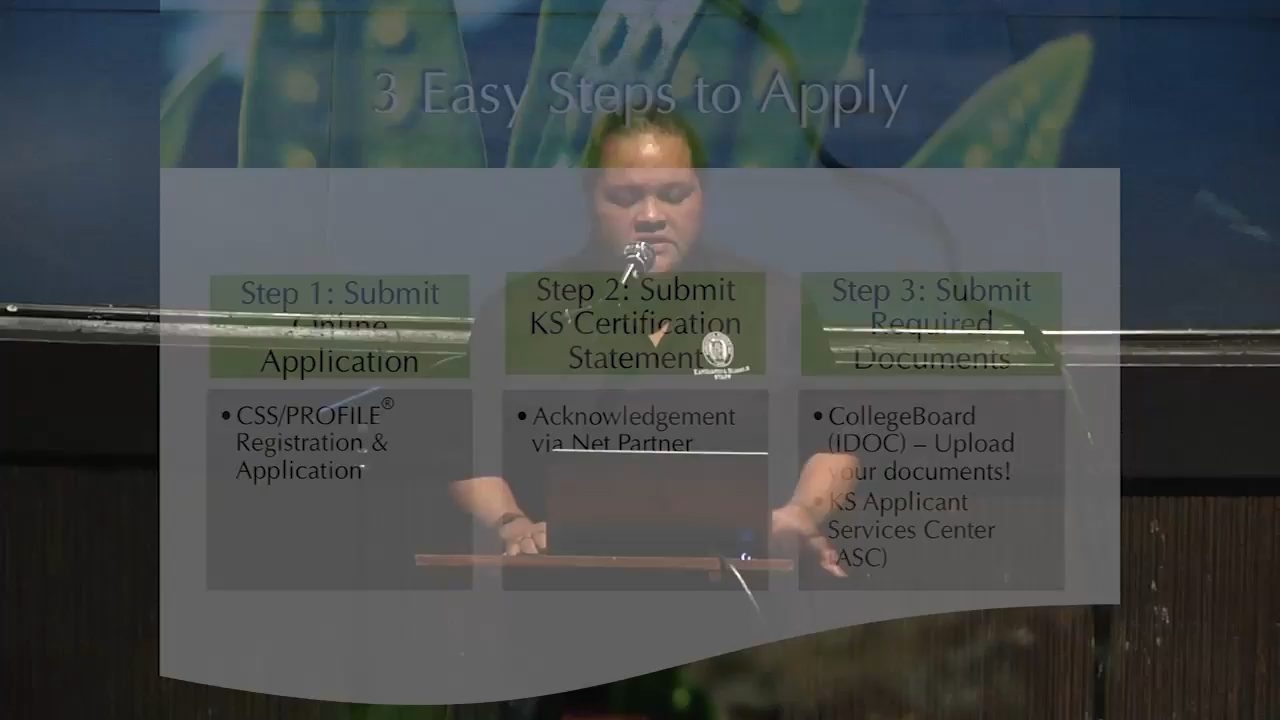 3 Easy Steps to Apply
Step 1: Submit
Online
Application
• CSS/PROFILE®
Registration &
Application
Step 2: Submit
KS Certification
Statement
• Acknowledgement
via Net Partner
Step 3: Submit
Required
Documents
• CollegeBoard
(IDOC) – Upload
your documents!
• KS Applicant
Services Center
(ASC)